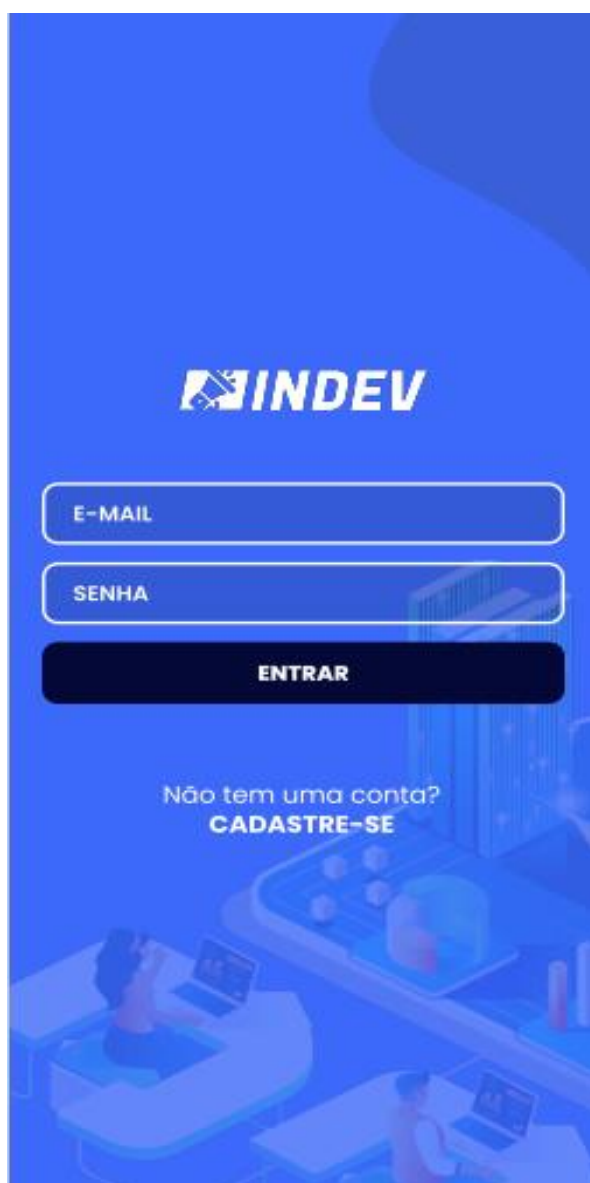 INDEV
E-MAIL
SENHA
ENTRAR
Não tem uma conta?
CADASTRE-SE